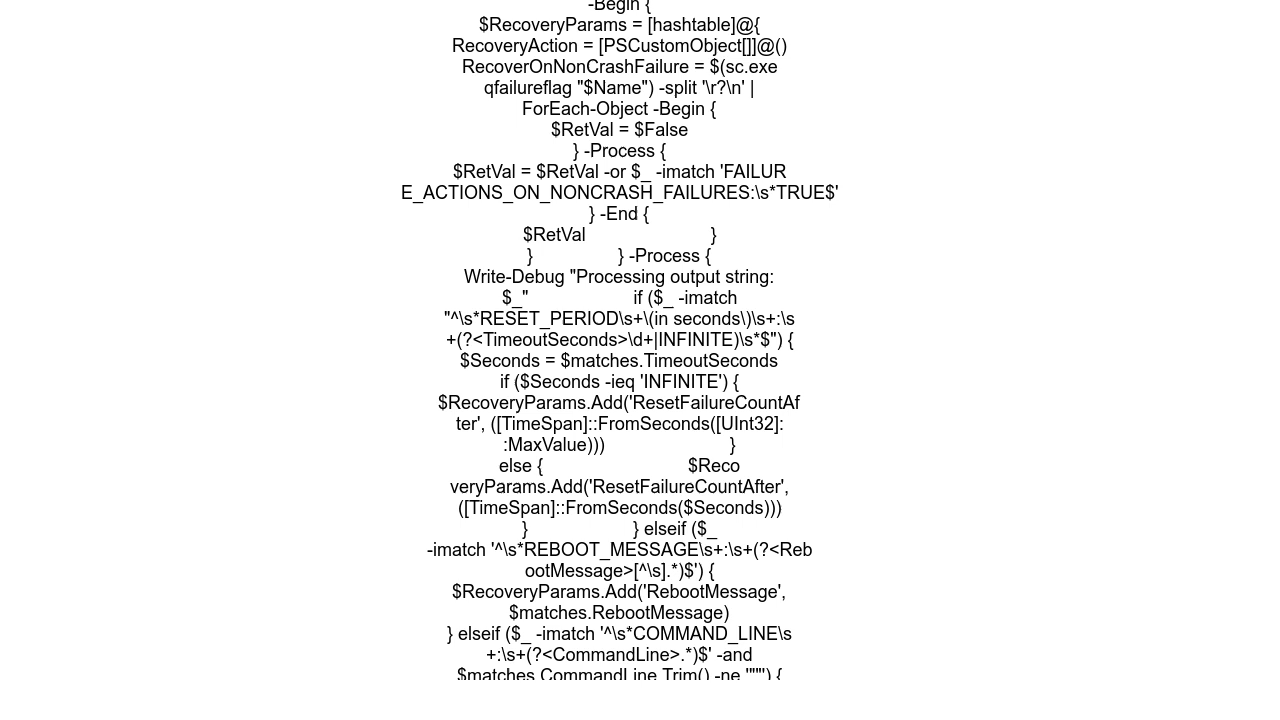 -Begin {
$RecoveryParams = [hashtable]@{
RecoveryAction = [PSCustomObject[]]@()
RecoverOnNonCrashFailure = $(sc.exe
qfailureflag "$Name") -split '\r?\n' |
ForEach-Object -Begin {
$RetVal = $False
} -Process {
$RetVal = $RetVal -or $_ -imatch 'FAILUR
E_ACTIONS_ON_NONCRASH_FAILURES:\s*TRUE$'
} -End {
$RetVal }
} } -Process {
Write-Debug "Processing output string:
$_" if ($_ -imatch
"^\s*RESET_PERIOD\s+\(in seconds\)\s+:\s
+(?<TimeoutSeconds>\d+|INFINITE)\s*$") {
$Seconds = $matches.TimeoutSeconds
if ($Seconds -ieq 'INFINITE') {
$RecoveryParams.Add('ResetFailureCountAf
ter', ([TimeSpan]::FromSeconds([UInt32]:
:MaxValue))) }
else { $Reco
veryParams.Add('ResetFailureCountAfter',
([TimeSpan]::FromSeconds($Seconds)))
} } elseif ($_
-imatch '^\s*REBOOT_MESSAGE\s+:\s+(?<Reb
ootMessage>[^\s].*)$') {
$RecoveryParams.Add('RebootMessage',
$matches.RebootMessage)
} elseif ($_ -imatch '^\s*COMMAND_LINE\s
+:\s+(?<CommandLine>.*)$' -and
$matches.CommandLine.Trim() -ne '""') {